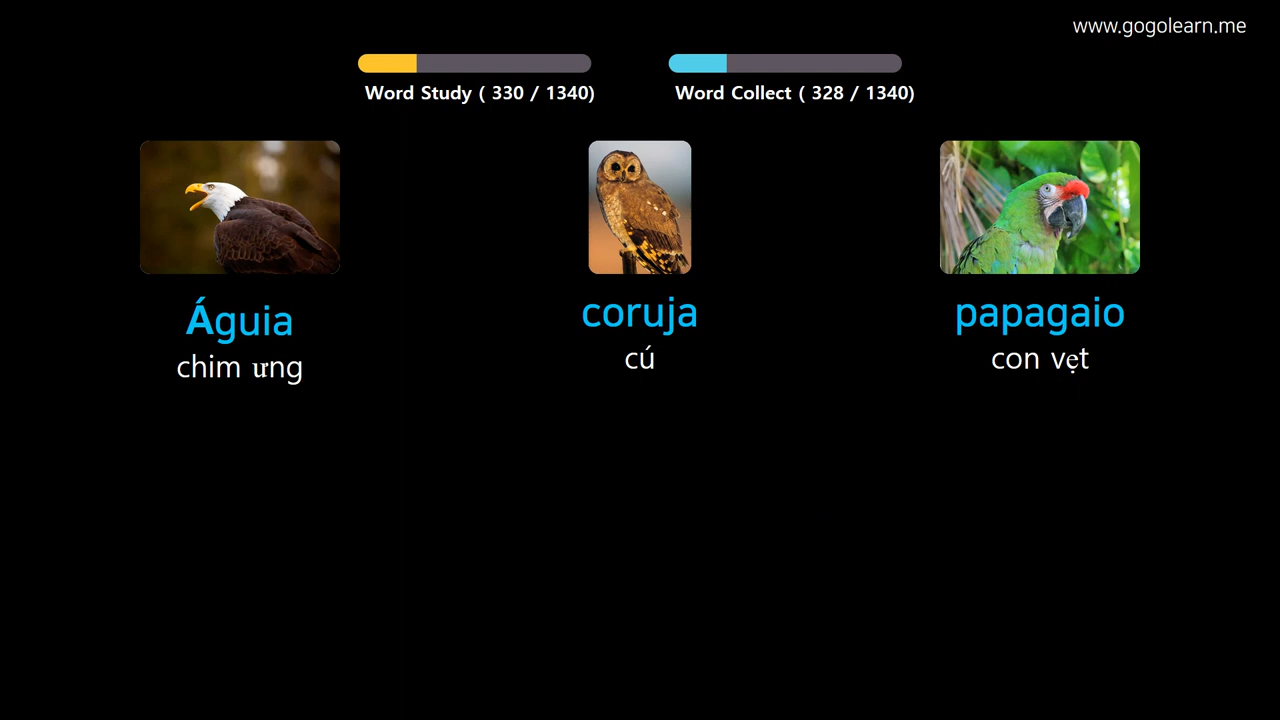 www.gogolearn.me
Word Study ( 330 / 1340)
Word Collect ( 328 / 1340)
Águia
chim ưng
coruja
cú
papagaio
con vẹt